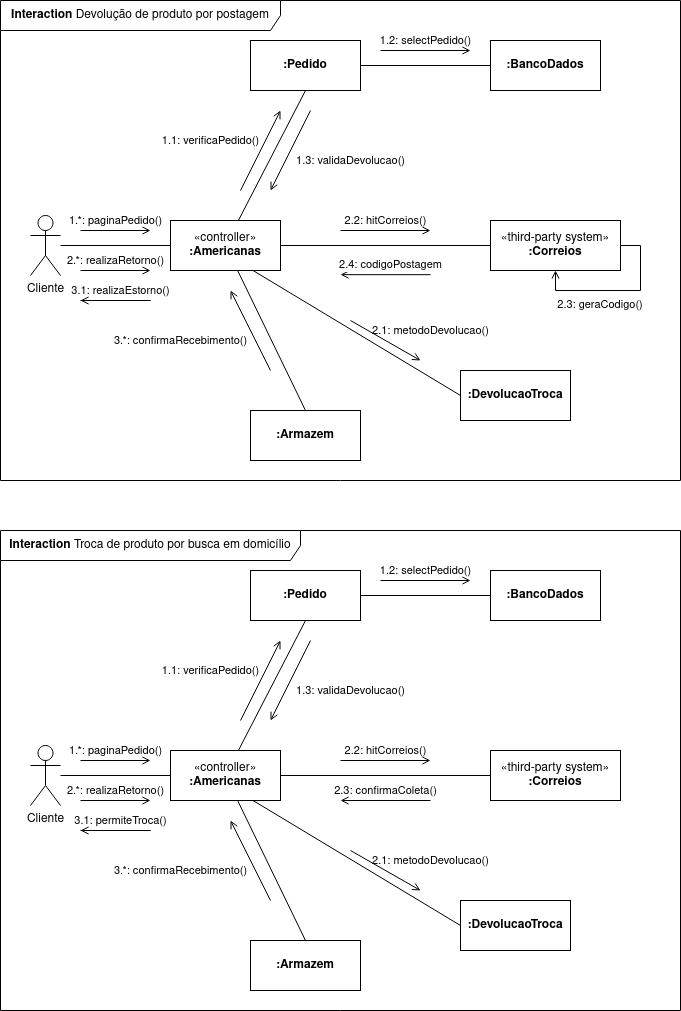 Interaction Devolução de produto por postagem
1.2: selectPedido()
:Pedido
:BancoDados
1.1: verificaPedido()
1.3: validaDevolucao()
1.*: paginaPedido()
2.2: hitCorreios()
«controller»
:Americanas
«third-party system»
:Correios
2.*: realizaRetorno()
2.4: codigoPostagem
Cliente
3.1: realizaEstorno()
2.3: geraCodigo()
2.1: metodoDevolucao()
3.*: confirmaRecebimento()
:DevolucaoTroca
:Armazem
Interaction Troca de produto por busca em domicílio
1.2: selectPedido()
:Pedido
:BancoDados
1.1: verificaPedido()
1.3: validaDevolucao()
1.*: paginaPedido()
2.2: hitCorreios()
«controller»
:Americanas
«third-party system»
:Correios
2.*: realizaRetorno()
2.3: confirmaColeta()
Cliente
3.1: permiteTroca()
2.1: metodoDevolucao()
3.*: confirmaRecebimento()
:DevolucaoTroca
:Armazem